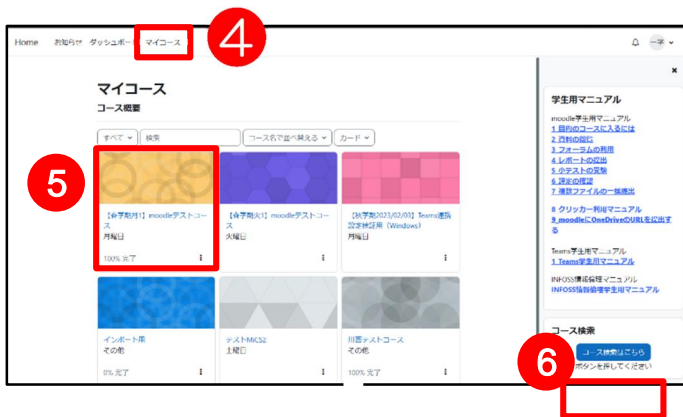 Home お知らせ ダッシュボード マイコース
4
マイコース
コース概要
すべて 検索 コース名で並べ替える カード
5
【春学期月1】moodleテストコース
月曜日
100% 完了
【春学期火1】moodleテストコース
火曜日
【秋学期2023/02/03】Teams連携設定検証用（Windows）
月曜日
インポート用
その他
0% 完了
テストMiCS2
土曜日
川西テストコース
その他
100% 完了
学生用マニュアル
moodle学生用マニュアル
1 目的のコースに入るには
2 資料の閲覧
3 フォーラムの利用
4 レポートの提出
5 小テストの受験
6 評定の確認
7 複数ファイルの一括提出
8 クリッカー利用マニュアル
9 moodleにOneDriveのURLを提出する
Teams学生用マニュアル
1 Teams学生用マニュアル
INFOSS情報倫理マニュアル
INFOSS情報倫理学生用マニュアル
コース検索
6
コース検索はこちら
ボタンを押してください